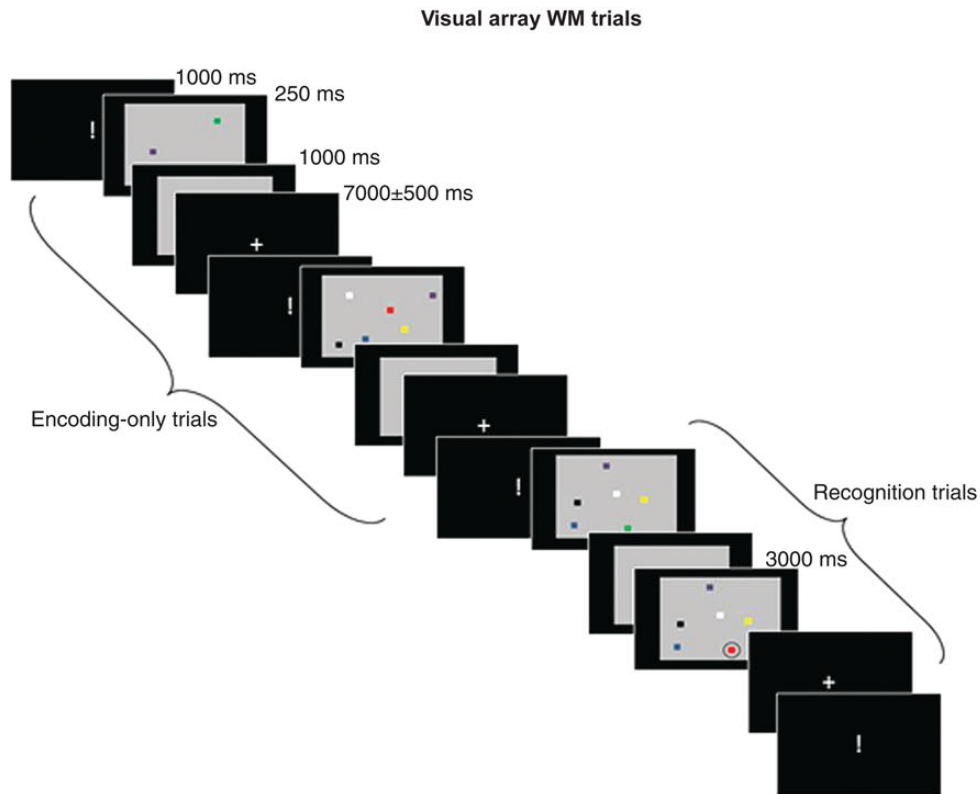 Visual array WM trials
1000 ms
250 ms
1000 ms
7000±500 ms
!
+
!
Encoding-only trials
+
!
Recognition trials
3000 ms
+
!